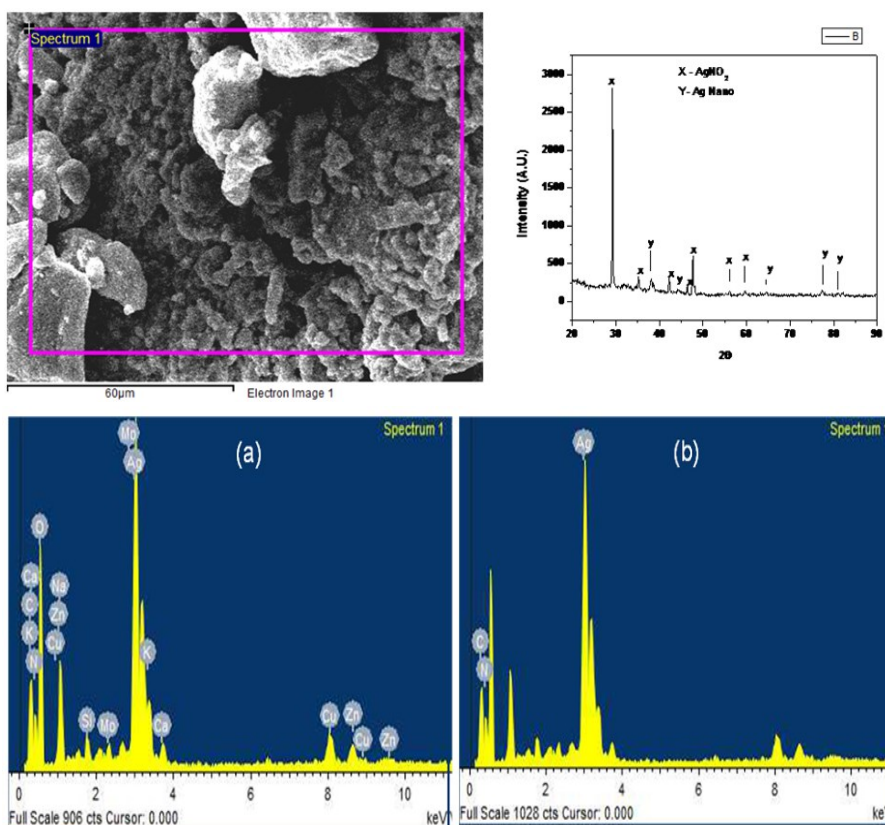 Spectrum 1
60µm
Electron Image 1
B
X - AgNO2
Y- Ag Nano
Intensity (A.U.)
3000
2500
2000
1500
1000
500
0
x
x
y
x
y
x
x
x
x
y
y
y
20 30 40 50 60 70 80 90
2Θ
(a)
Spectrum 1
Mo
Ag
O
Ca
C
K
N
Na
Zn
Cu
Si
Mo
K
Ca
Cu
Zn
Cu
Zn
0 2 4 6 8 10
Full Scale 906 cts Cursor: 0.000
keV
(b)
Spectrum
Ag
C
N
0 2 4 6 8 10
Full Scale 1028 cts Cursor: 0.000
ke